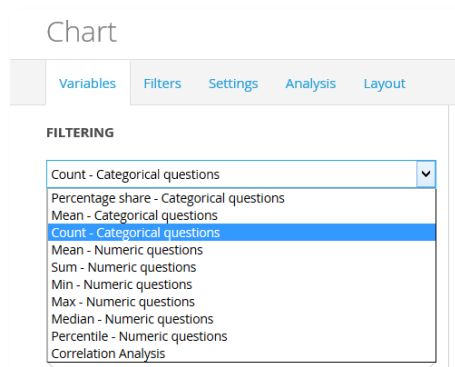 Chart
Variables Filters Settings Analysis Layout
FILTERING
Count - Categorical questions
Percentage share - Categorical questions
Mean - Categorical questions
Count - Categorical questions
Mean - Numeric questions
Sum - Numeric questions
Min - Numeric questions
Max - Numeric questions
Median - Numeric questions
Percentile - Numeric questions
Correlation Analysis